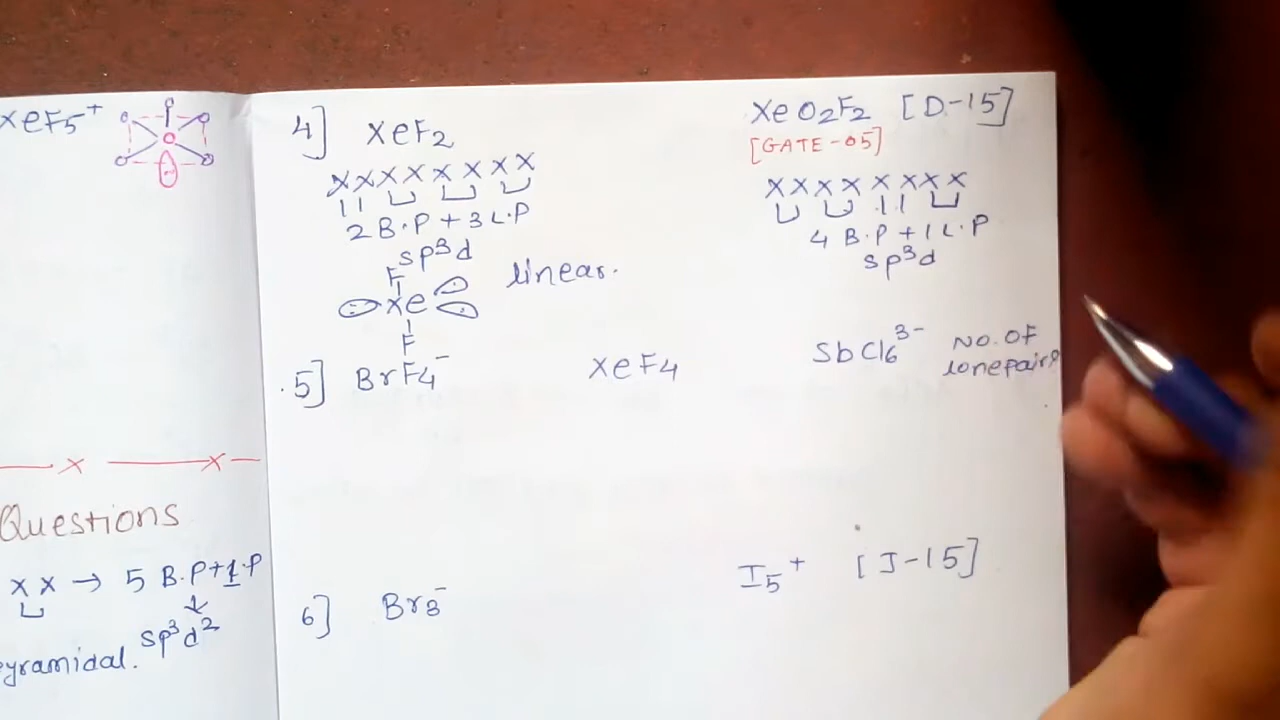 XeF5+
4] XeF2
XXXXXXXX
2 B.P + 3 L.P
sp3d
F
Xe
F
linear.
XeO2F2 [D-15]
[GATE-05]
XXXXXXXX
4 B.P + 1 L.P
sp3d
5] BrF4-
XeF4
SbCl6 3- NO. OF
lonepairs
X X
Questions
XX → 5 B.P+1.P
sp3d2
pyramidal.
6] Br3-
I5+ [J-15]